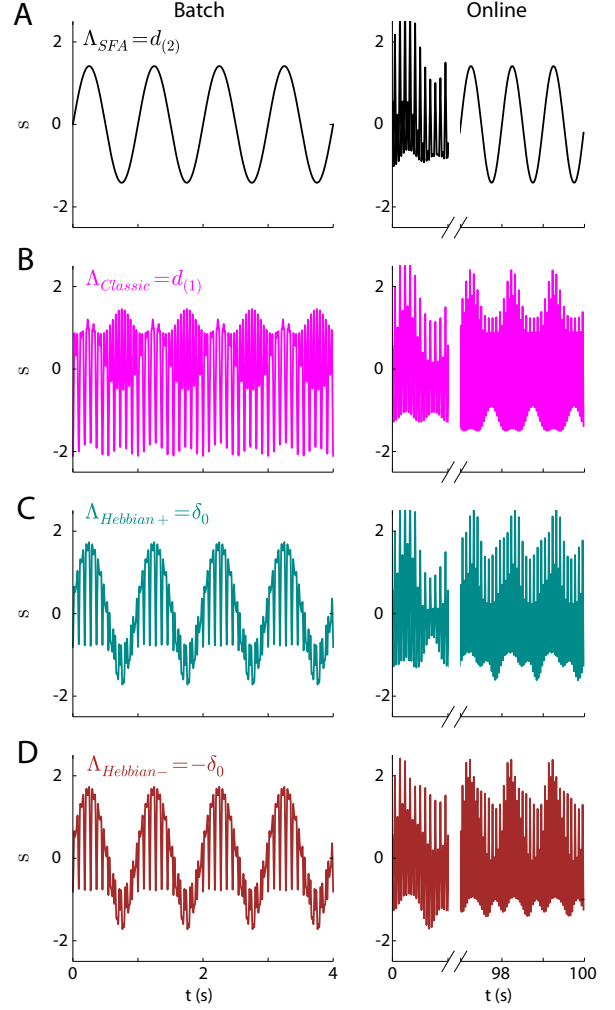 Batch Online
A
Λ_SFA = d_(2)
s
2
0
-2
B
Λ_Classic = d_(1)
s
2
0
-2
C
Λ_Hebbian+ = δ_0
s
2
0
-2
D
Λ_Hebbian− = −δ_0
s
2
0
-2
0 2 4 0 98 100
t (s) t (s)